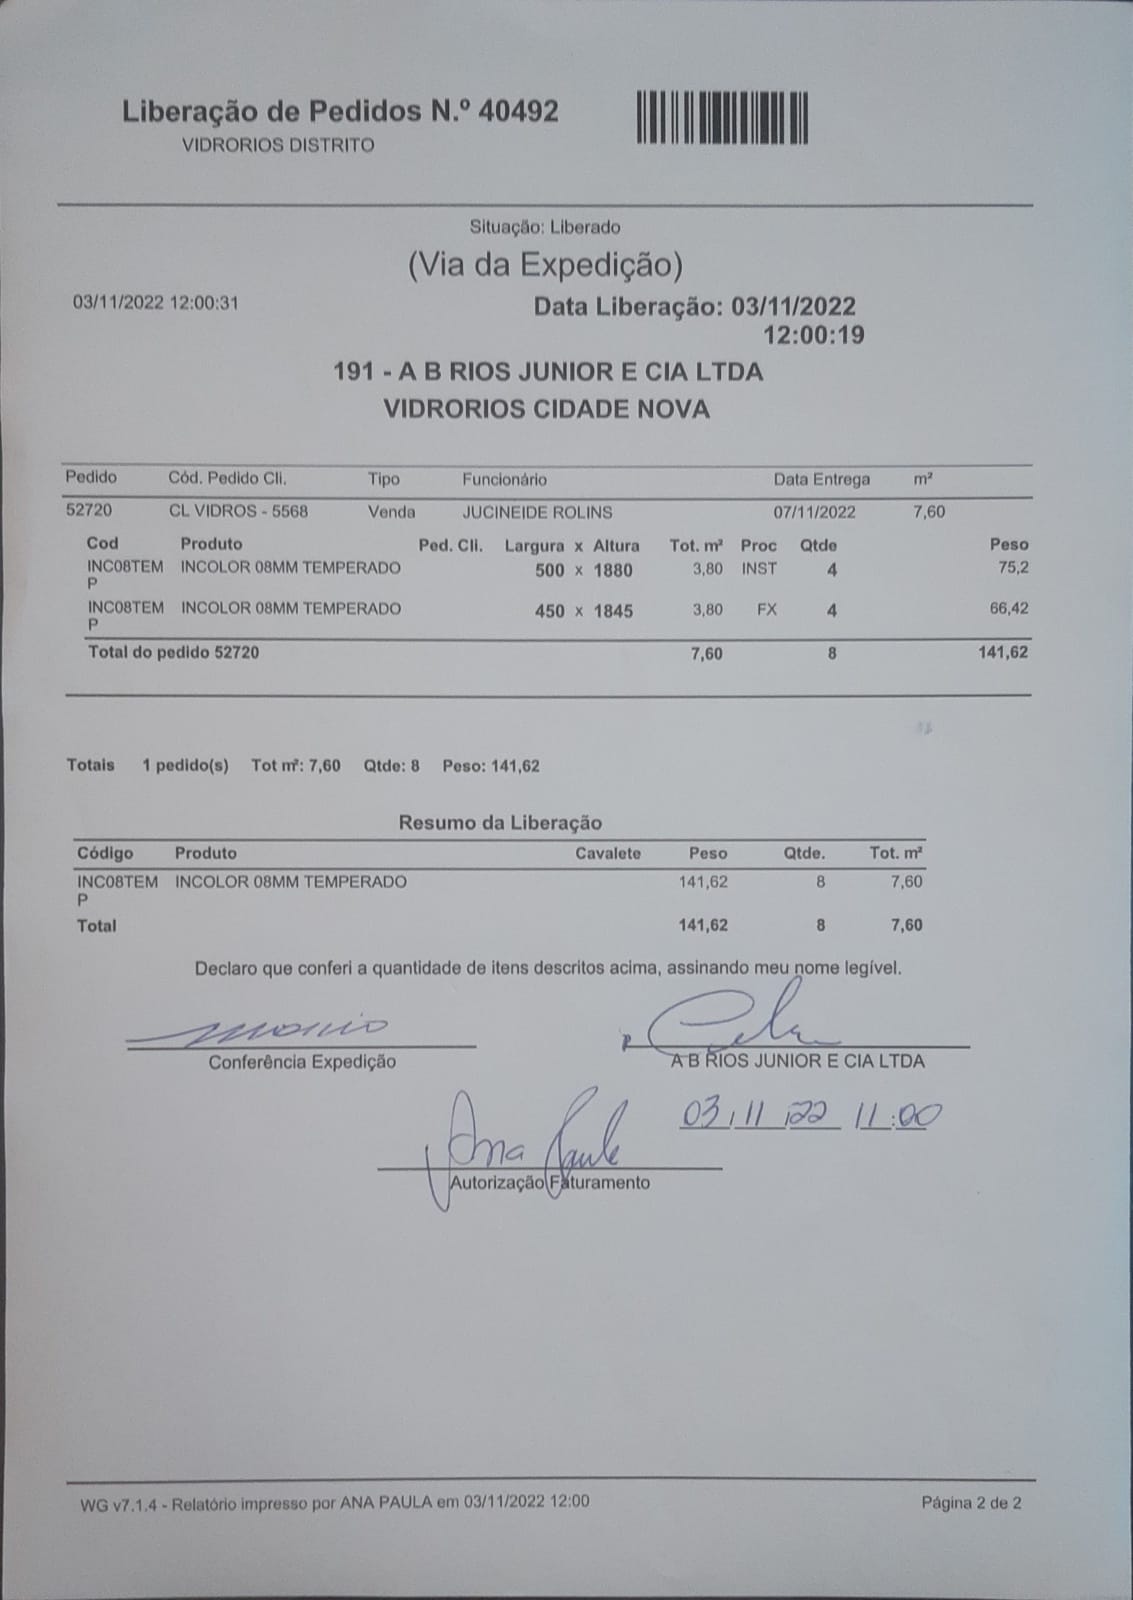 Liberação de Pedidos N.º 40492
VIDRORIOS DISTRITO
Situação: Liberado
(Via da Expedição)
03/11/2022 12:00:31 Data Liberação: 03/11/2022
12:00:19
191 - A B RIOS JUNIOR E CIA LTDA
VIDRORIOS CIDADE NOVA
Pedido Cód. Pedido Cli. Tipo Funcionário Data Entrega m²
52720 CL VIDROS - 5568 Venda JUCINEIDE ROLINS 07/11/2022 7,60
Cod Produto Ped. Cli. Largura x Altura Tot. m² Proc Qtde Peso
INC08TEM INCOLOR 08MM TEMPERADO 500 x 1880 3,80 INST 4 75,2
P
INC08TEM INCOLOR 08MM TEMPERADO 450 x 1845 3,80 FX 4 66,42
P
Total do pedido 52720 7,60 8 141,62
Totais 1 pedido(s) Tot m²: 7,60 Qtde: 8 Peso: 141,62
Resumo da Liberação
Código Produto Cavalete Peso Qtde. Tot. m²
INC08TEM INCOLOR 08MM TEMPERADO 141,62 8 7,60
P
Total 141,62 8 7,60
Declaro que conferi a quantidade de itens descritos acima, assinando meu nome legível.
Conferência Expedição A B RIOS JUNIOR E CIA LTDA
03/11/22 11:00
Ana Paula
Autorização Faturamento
WG v7.1.4 - Relatório impresso por ANA PAULA em 03/11/2022 12:00 Página 2 de 2